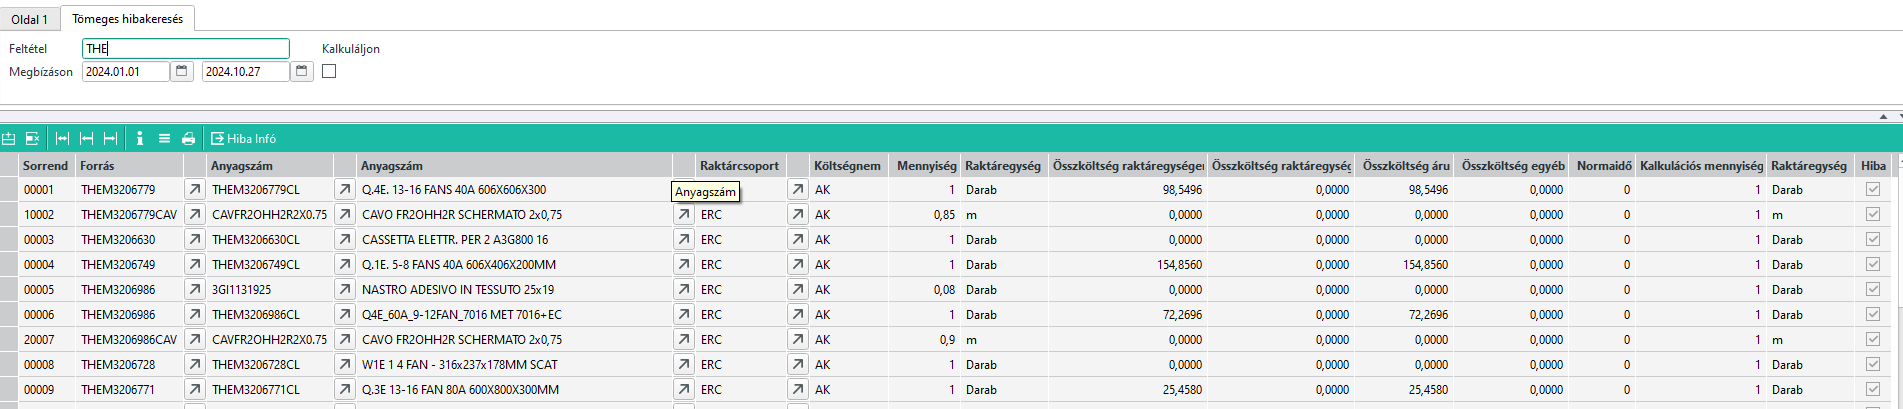 Oldal 1 Tömeges hibakeresés
Feltétel THE Kalkuláljon
Megbízáson 2024.01.01 2024.10.27
Hiba Infó
Sorrend Forrás Anyagszám Anyagszám Raktárcsoport Költségnem Mennyiség Raktáregység Összköltség raktáregysége Összköltség raktáregység Összköltség áru Összköltség egyéb Normaidő Kalkulációs mennyiség Raktáregység Hiba
00001 THEM3206779 THEM3206779CL Q.4E. 13-16 FANS 40A 606X606X300 AK 1 Darab 98,5496 0,0000 98,5496 0,0000 0 1 Darab
Anyagszám
10002 THEM3206779CAV CAVFR2OHH2R2X0.75 CAVO FR2OHH2R SCHERMATO 2x0,75 ERC AK 0,85 m 0,0000 0,0000 0,0000 0,0000 0 1 m
00003 THEM3206630 THEM3206630CL CASSETTA ELETTR. PER 2 A3G800 16 ERC AK 1 Darab 0,0000 0,0000 0,0000 0,0000 0 1 Darab
00004 THEM3206749 THEM3206749CL Q.1E. 5-8 FANS 40A 606X406X200MM ERC AK 1 Darab 154,8560 0,0000 154,8560 0,0000 0 1 Darab
00005 THEM3206986 3GI1131925 NASTRO ADESIVO IN TESSUTO 25x19 ERC AK 0,08 Darab 0,0000 0,0000 0,0000 0,0000 0 1 Darab
00006 THEM3206986 THEM3206986CL Q4E_60A_9-12FAN_7016 MET 7016+EC ERC AK 1 Darab 72,2696 0,0000 72,2696 0,0000 0 1 Darab
20007 THEM3206986CAV CAVFR2OHH2R2X0.75 CAVO FR2OHH2R SCHERMATO 2x0,75 ERC AK 0,9 m 0,0000 0,0000 0,0000 0,0000 0 1 m
00008 THEM3206728 THEM3206728CL W1E 1 4 FAN - 316x237x178MM SCAT ERC AK 1 Darab 0,0000 0,0000 0,0000 0,0000 0 1 Darab
00009 THEM3206771 THEM3206771CL Q.3E 13-16 FAN 80A 600X800X300MM ERC AK 1 Darab 25,4580 0,0000 25,4580 0,0000 0 1 Darab